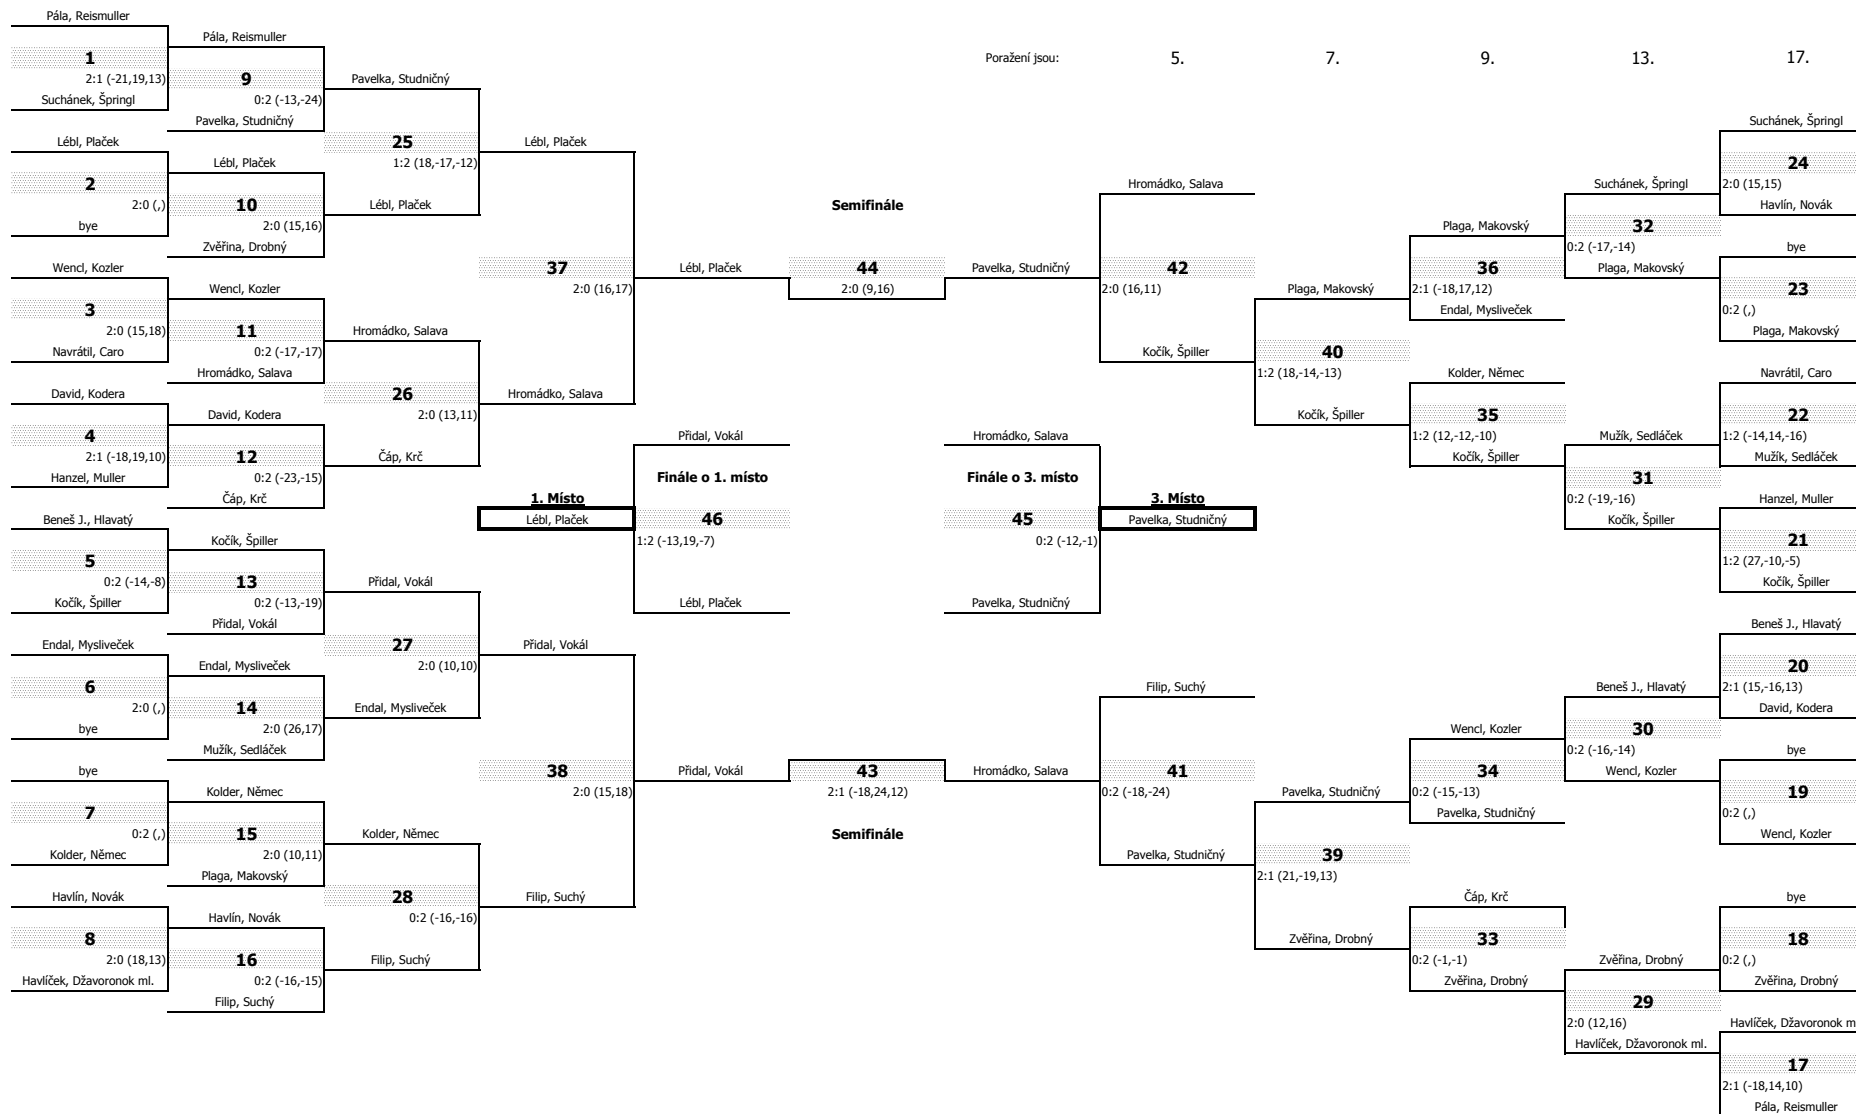 Pála, Reismuller
1
2:1 (-21,19,13)
Suchánek, Špringl
Lébl, Plaček
2
2:0 (,)
bye
Wencl, Kozler
3
2:0 (15,18)
Navrátil, Caro
David, Kodera
4
2:1 (-18,19,10)
Hanzel, Muller
Beneš J., Hlavatý
5
0:2 (-14,-8)
Kočík, Špiller
Endal, Mysliveček
6
2:0 (,)
bye
bye
7
0:2 (,)
Kolder, Němec
Havlín, Novák
8
2:0 (18,13)
Havlíček, Džavoronok ml.
Pála, Reismuller
9
0:2 (-13,-24)
Pavelka, Studničný
Lébl, Plaček
10
2:0 (15,16)
Zvěřina, Drobný
Wencl, Kozler
11
0:2 (-17,-17)
Hromádko, Salava
David, Kodera
12
0:2 (-23,-15)
Čáp, Krč
Kočík, Špiller
13
0:2 (-13,-19)
Přidal, Vokál
Endal, Mysliveček
14
2:0 (26,17)
Mužík, Sedláček
Kolder, Němec
15
2:0 (10,11)
Plaga, Makovský
Havlín, Novák
16
0:2 (-16,-15)
Filip, Suchý
Pavelka, Studničný
25
1:2 (18,-17,-12)
Lébl, Plaček
Hromádko, Salava
26
2:0 (13,11)
Čáp, Krč
Přidal, Vokál
27
2:0 (10,10)
Endal, Mysliveček
Kolder, Němec
28
0:2 (-16,-16)
Filip, Suchý
Lébl, Plaček
37
2:0 (16,17)
Hromádko, Salava
1. Místo
Lébl, Plaček
Přidal, Vokál
38
2:0 (15,18)
Filip, Suchý
Lébl, Plaček
Přidal, Vokál
Finále o 1. místo
46
1:2 (-13,19,-7)
Lébl, Plaček
Přidal, Vokál
Semifinále
44
2:0 (9,16)
43
2:1 (-18,24,12)
Semifinále
Poražení jsou:
Pavelka, Studničný
Hromádko, Salava
Finále o 3. místo
45
0:2 (-12,-1)
Pavelka, Studničný
Hromádko, Salava
5.
Hromádko, Salava
42
2:0 (16,11)
Kočík, Špiller
3. Místo
Pavelka, Studničný
Filip, Suchý
41
0:2 (-18,-24)
Pavelka, Studničný
7.
Plaga, Makovský
40
1:2 (18,-14,-13)
Kočík, Špiller
Pavelka, Studničný
39
2:1 (21,-19,13)
Zvěřina, Drobný
9.
Plaga, Makovský
36
2:1 (-18,17,12)
Endal, Mysliveček
Kolder, Němec
35
1:2 (12,-12,-10)
Kočík, Špiller
Wencl, Kozler
34
0:2 (-15,-13)
Pavelka, Studničný
Čáp, Krč
33
0:2 (-1,-1)
Zvěřina, Drobný
13.
Suchánek, Špringl
32
0:2 (-17,-14)
Plaga, Makovský
Mužík, Sedláček
31
0:2 (-19,-16)
Kočík, Špiller
Beneš J., Hlavatý
30
0:2 (-16,-14)
Wencl, Kozler
Zvěřina, Drobný
29
2:0 (12,16)
Havlíček, Džavoronok ml.
17.
Suchánek, Špringl
24
2:0 (15,15)
Havlín, Novák
bye
23
0:2 (,)
Plaga, Makovský
Navrátil, Caro
22
1:2 (-14,14,-16)
Mužík, Sedláček
Hanzel, Muller
21
1:2 (27,-10,-5)
Kočík, Špiller
Beneš J., Hlavatý
20
2:1 (15,-16,13)
David, Kodera
bye
19
0:2 (,)
Wencl, Kozler
bye
18
0:2 (,)
Zvěřina, Drobný
Havlíček, Džavoronok m
17
2:1 (-18,14,10)
Pála, Reismuller